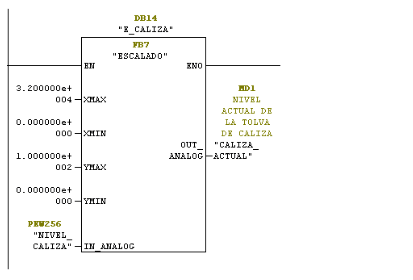 DB14
"E_CALIZA"
FB7
"ESCALADO"
EN ENO
3.200000e+
004 XMAX
0.000000e+
000 XMIN
1.000000e+
002 YMAX
0.000000e+
000 YMIN
PEW256
"NIVEL_
CALIZA" IN_ANALOG
OUT_
ANALOG
MD1
NIVEL
ACTUAL DE
LA TOLVA
DE CALIZA
"CALIZA_
ACTUAL"